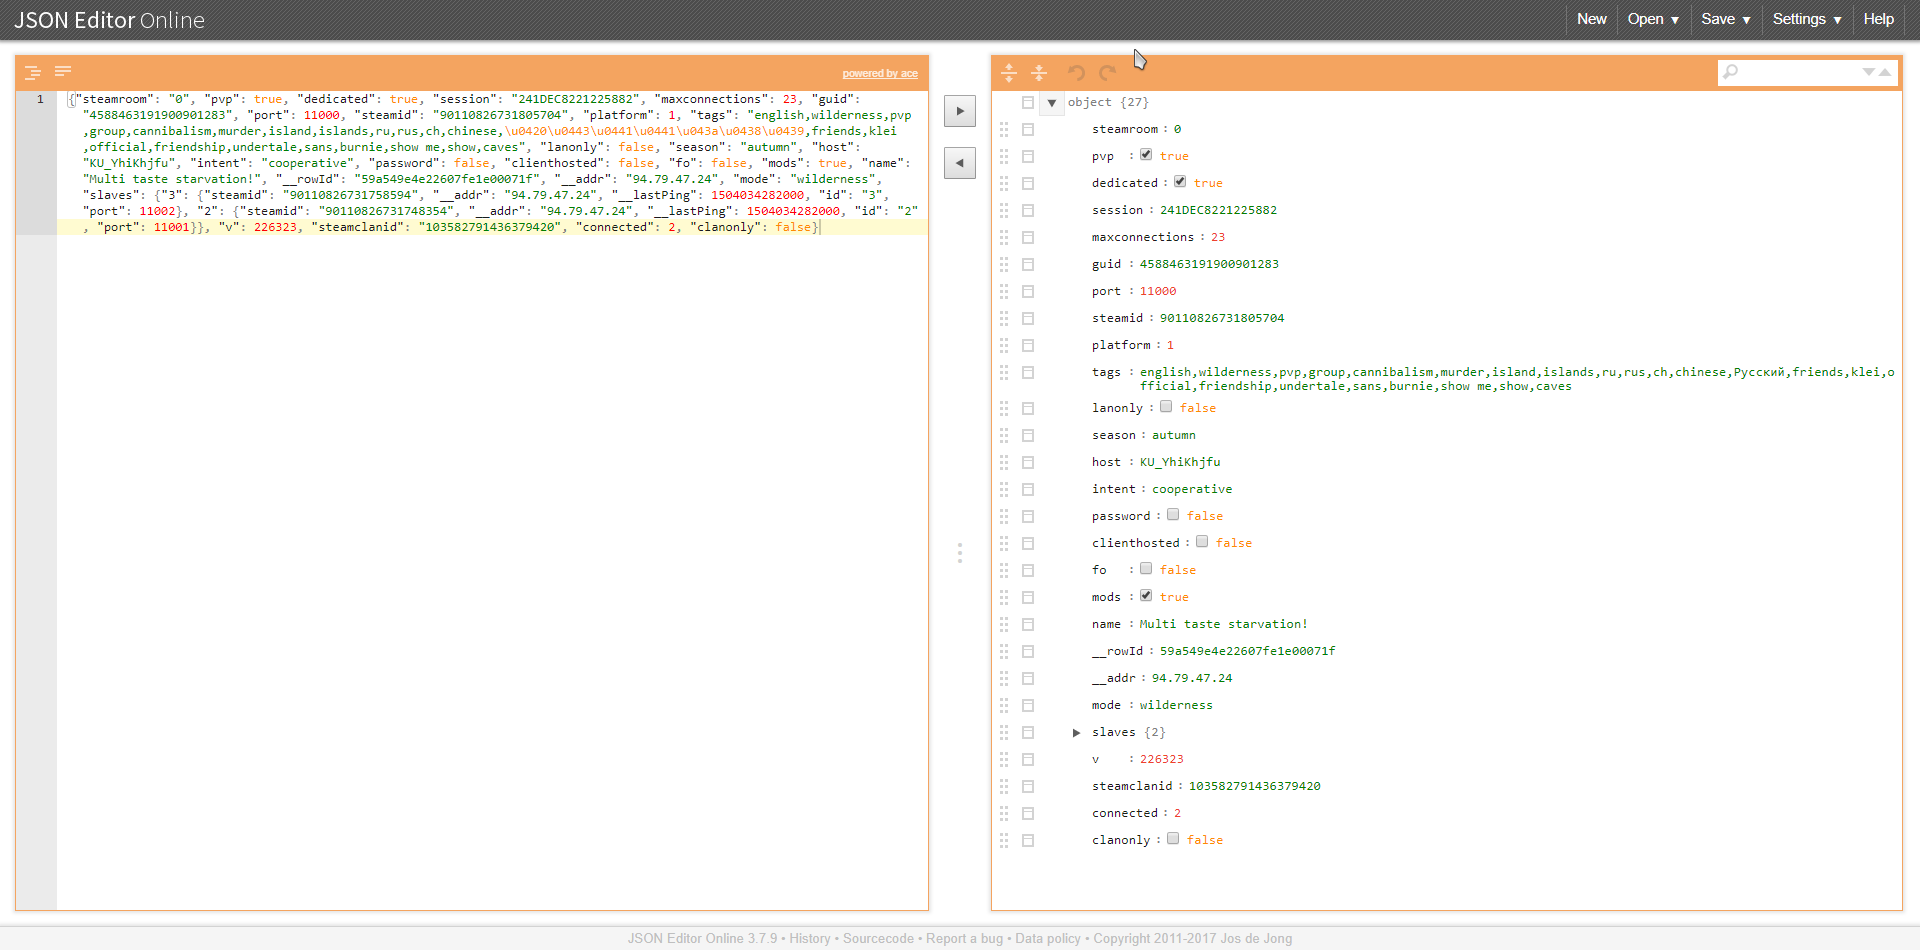 JSON Editor Online
New
Open ▼
Save ▼
Settings ▼
Help
powered by ace
1
{"steamroom": "0", "pvp": true, "dedicated": true, "session": "241DEC8221225882", "maxconnections": 23, "guid":
"4588463191900901283", "port": 11000, "steamid": "90110826731805704", "platform": 1, "tags": "english,wilderness,pvp
,group,cannibalism,murder,island,islands,ru,rus,ch,chinese,\u0420\u0443\u0441\u0441\u043a\u0438\u0439,friends,klei
,official,friendship,undertale,sans,burnie,show me,show,caves", "lanonly": false, "season": "autumn", "host":
"KU_YhiKhjfu", "intent": "cooperative", "password": false, "clienthosted": false, "fo": false, "mods": true, "name":
"Multi taste starvation!", "__rowId": "59a549e4e22607fe1e00071f", "__addr": "94.79.47.24", "mode": "wilderness",
"slaves": {"3": {"steamid": "90110826731758594", "__addr": "94.79.47.24", "__lastPing": 1504034282000, "id": "3",
"port": 11002}, "2": {"steamid": "90110826731748354", "__addr": "94.79.47.24", "__lastPing": 1504034282000, "id": "2"
, "port": 11001}}, "v": 226323, "steamclanid": "103582791436379420", "connected": 2, "clanonly": false}
object {27}
steamroom : 0
pvp : true
dedicated : true
session : 241DEC8221225882
maxconnections : 23
guid : 4588463191900901283
port : 11000
steamid : 90110826731805704
platform : 1
tags : english,wilderness,pvp,group,cannibalism,murder,island,islands,ru,rus,ch,chinese,Русский,friends,klei,o
fficial,friendship,undertale,sans,burnie,show me,show,caves
lanonly : false
season : autumn
host : KU_YhiKhjfu
intent : cooperative
password : false
clienthosted : false
fo : false
mods : true
name : Multi taste starvation!
__rowId : 59a549e4e22607fe1e00071f
__addr : 94.79.47.24
mode : wilderness
slaves {2}
v : 226323
steamclanid : 103582791436379420
connected : 2
clanonly : false
JSON Editor Online 3.7.9 • History • Sourcecode • Report a bug • Data policy • Copyright 2011-2017 Jos de Jong